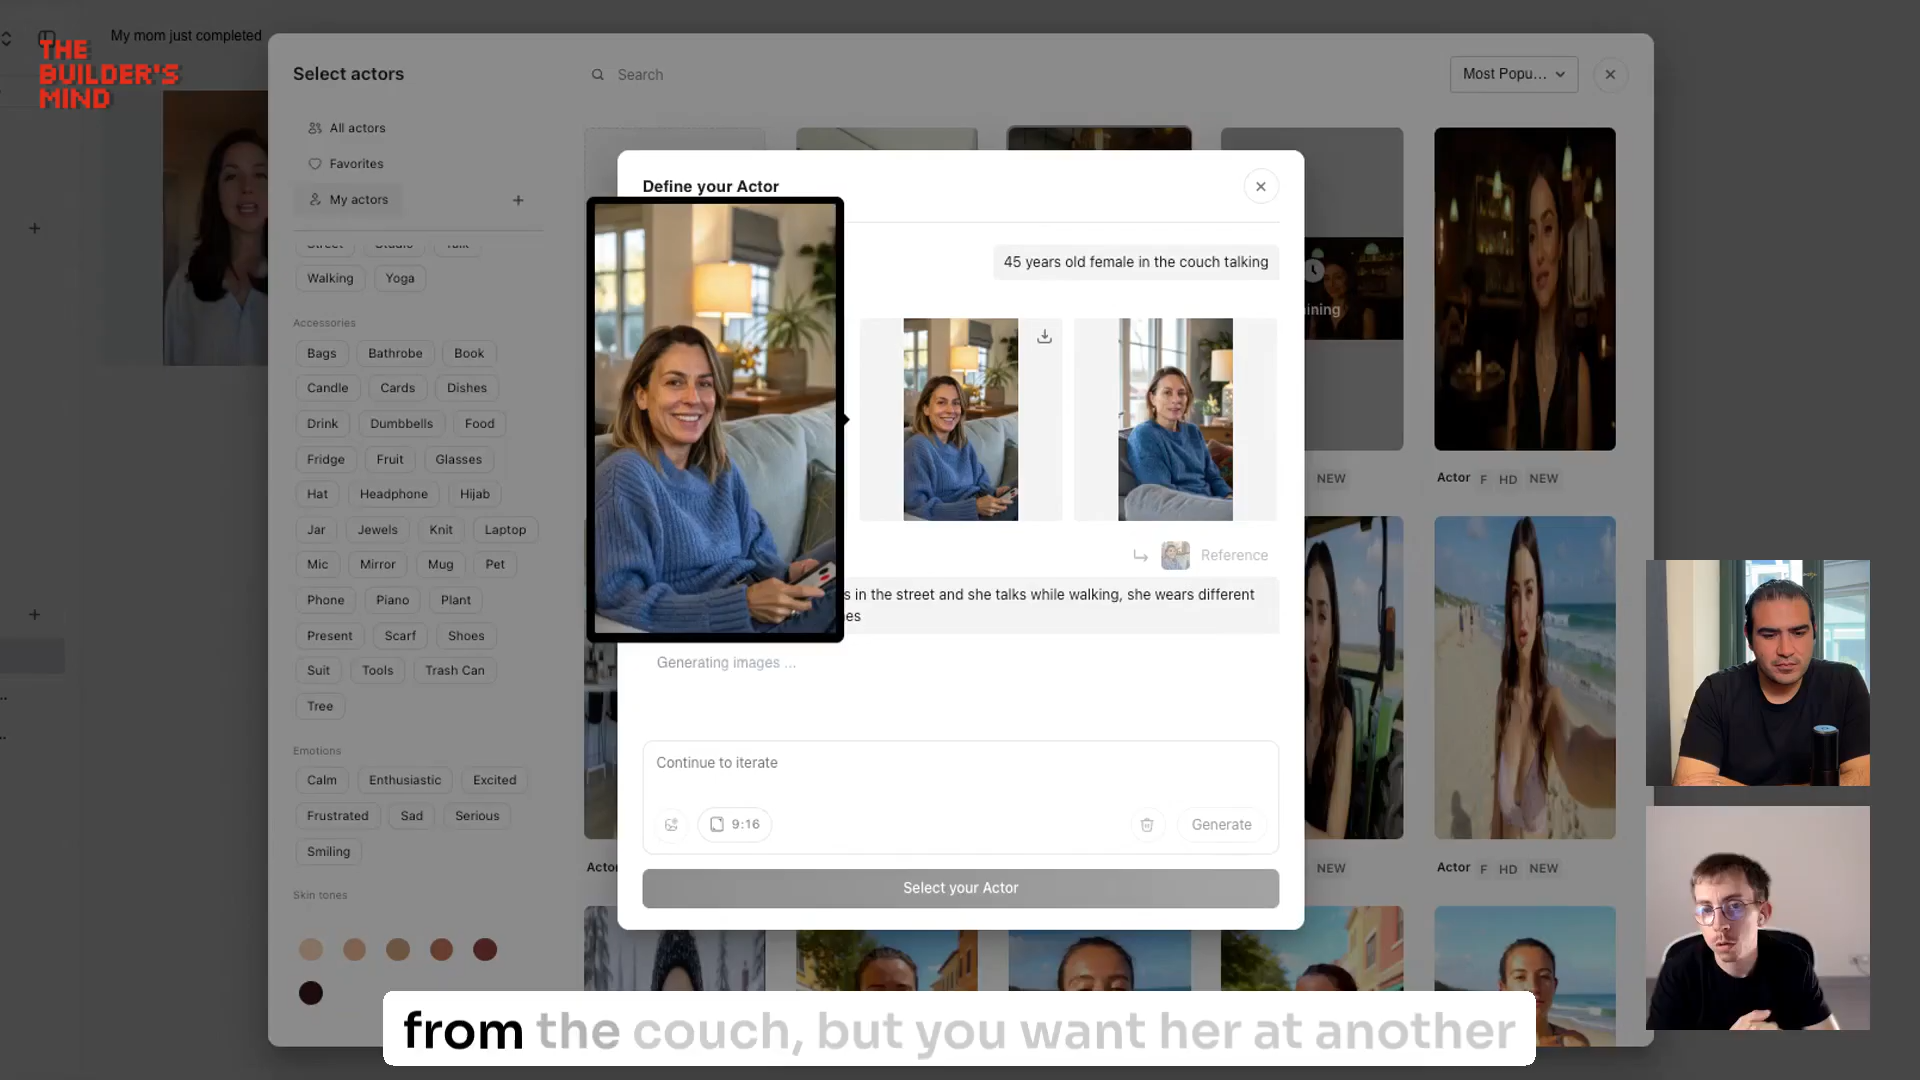 My mom just completed
THE
BUILDER'S
MIND
Select actors
Search
Most Popu...
All actors
Favorites
My actors
Street
Studio
Talk
Walking
Yoga
Accessories
Bags
Bathrobe
Book
Candle
Cards
Dishes
Drink
Dumbbells
Food
Fridge
Fruit
Glasses
Hat
Headphone
Hijab
Jar
Jewels
Knit
Laptop
Mic
Mirror
Mug
Pet
Phone
Piano
Plant
Present
Scarf
Shoes
Suit
Tools
Trash Can
Tree
Emotions
Calm
Enthusiastic
Excited
Frustrated
Sad
Serious
Smiling
Skin tones
Define your Actor
45 years old female in the couch talking
Reference
s in the street and she talks while walking, she wears different
es
Generating images ...
Continue to iterate
9:16
Generate
Select your Actor
ining
NEW
Actor F HD NEW
Acto
NEW
Actor F HD NEW
from the couch, but you want her at another